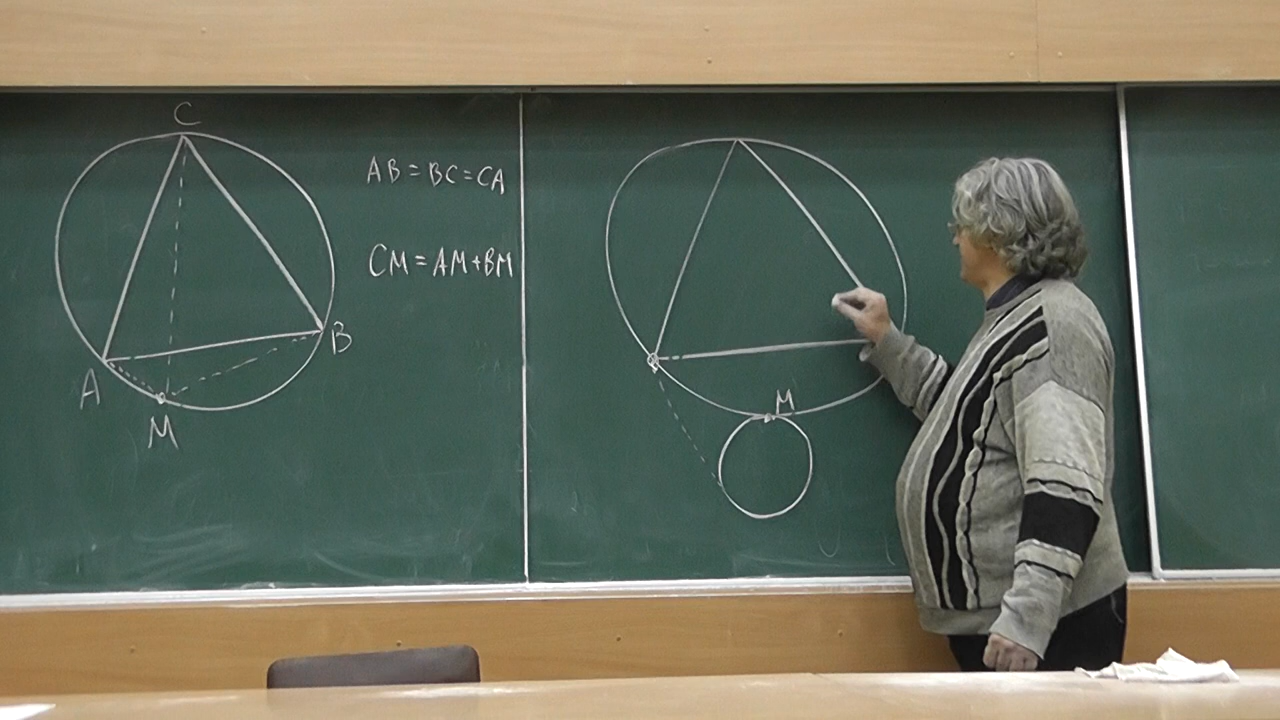 C
AB = BC = CA
CM = AM + BM
B
A
M
M